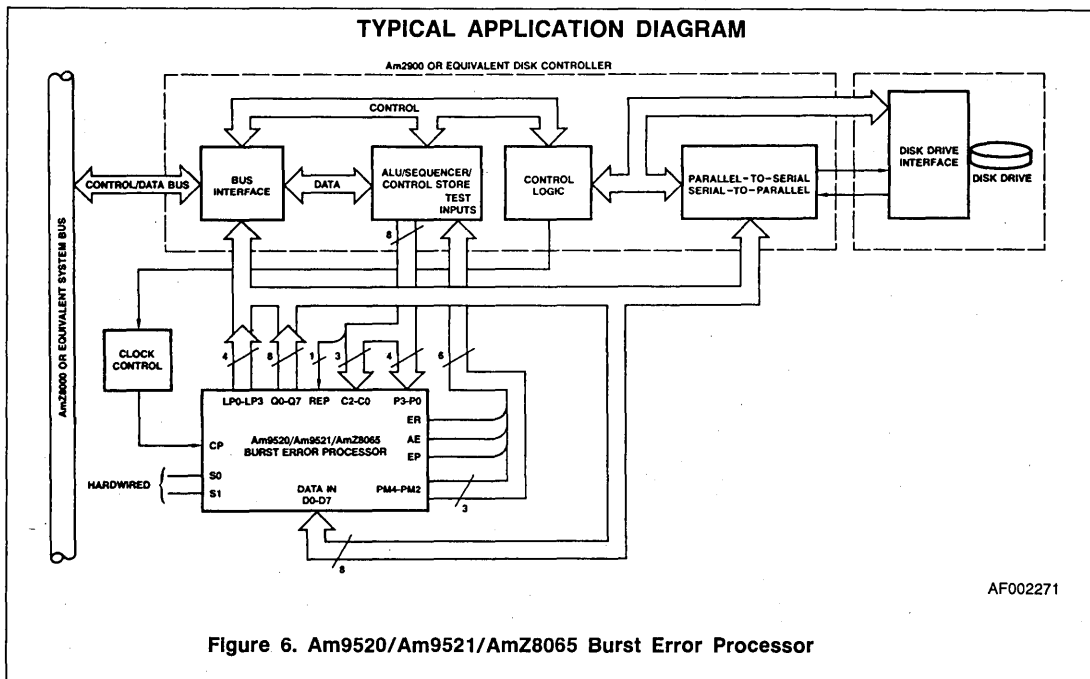 TYPICAL APPLICATION DIAGRAM
Am2900 OR EQUIVALENT DISK CONTROLLER
AmZ8000 OR EQUIVALENT SYSTEM BUS
CONTROL
CONTROL/DATA BUS
BUS
INTERFACE
DATA
ALU/SEQUENCER/
CONTROL STORE
TEST
INPUTS
CONTROL
LOGIC
PARALLEL-TO-SERIAL
SERIAL-TO-PARALLEL
DISK DRIVE
INTERFACE
DISK DRIVE
8
CLOCK
CONTROL
4
8
1
3
4
6
LP0-LP3 Q0-Q7 REP C2-C0 P3-P0
ER
AE
EP
CP
Am9520/Am9521/AmZ8065
BURST ERROR PROCESSOR
HARDWIRED
S0
S1
DATA IN
D0-D7
PM4-PM2
3
8
AF002271
Figure 6. Am9520/Am9521/AmZ8065 Burst Error Processor